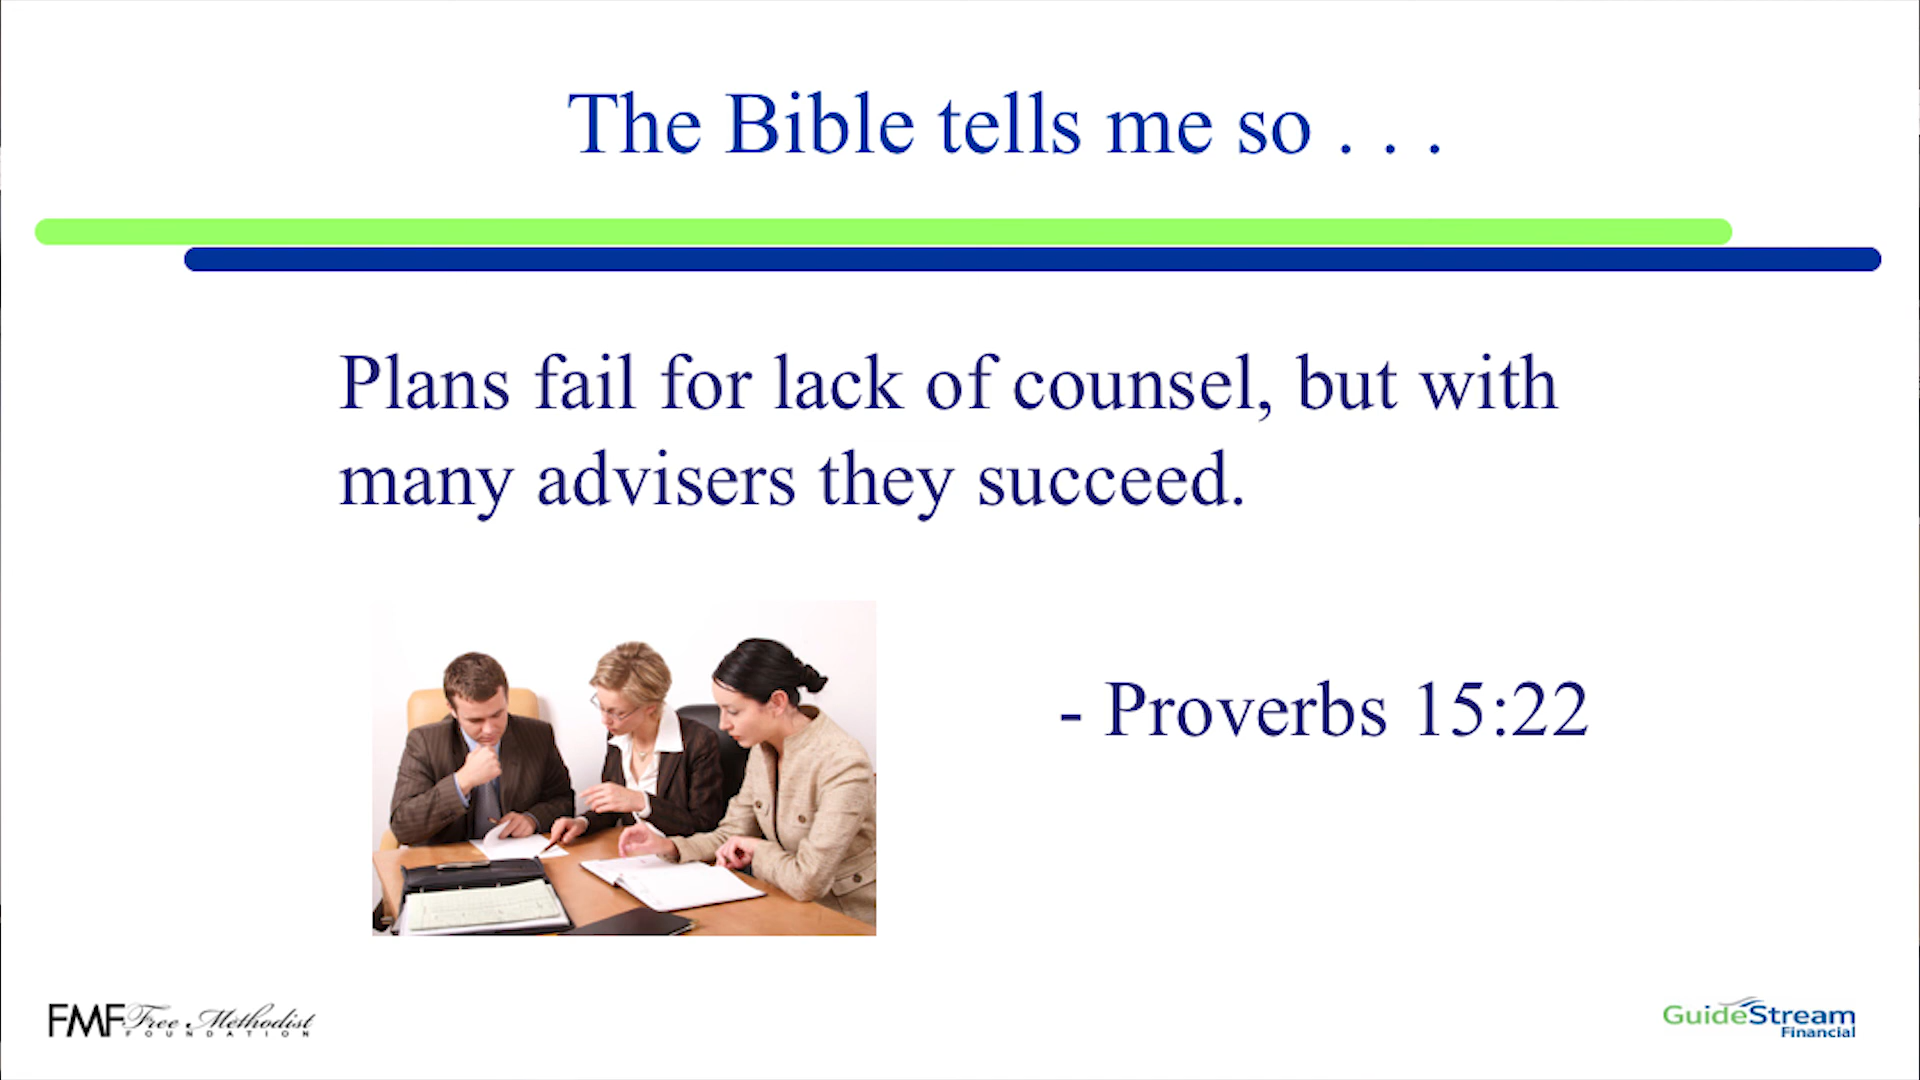 The Bible tells me so . . .
Plans fail for lack of counsel, but with
many advisers they succeed.
- Proverbs 15:22
FMF Free Methodist
FOUNDATION
GuideStream
Financial